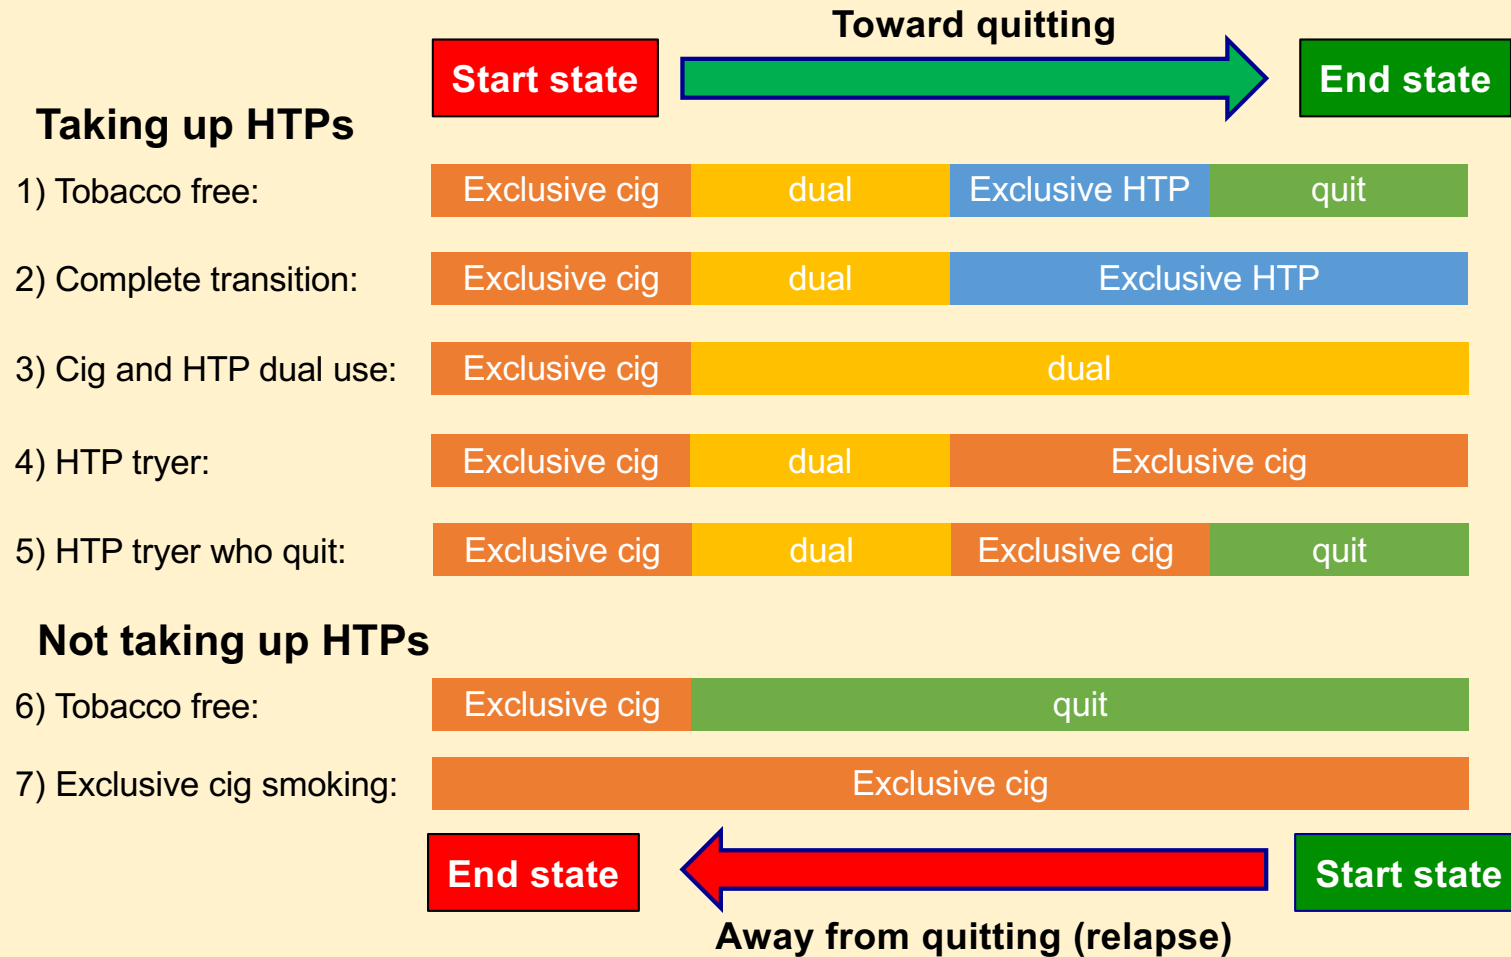 Toward quitting
Start state
End state
Taking up HTPs
1) Tobacco free:
Exclusive cig
dual
Exclusive HTP
quit
2) Complete transition:
Exclusive cig
dual
Exclusive HTP
3) Cig and HTP dual use:
Exclusive cig
dual
4) HTP tryer:
Exclusive cig
dual
Exclusive cig
5) HTP tryer who quit:
Exclusive cig
dual
Exclusive cig
quit
Not taking up HTPs
6) Tobacco free:
Exclusive cig
quit
7) Exclusive cig smoking:
Exclusive cig
End state
Start state
Away from quitting (relapse)